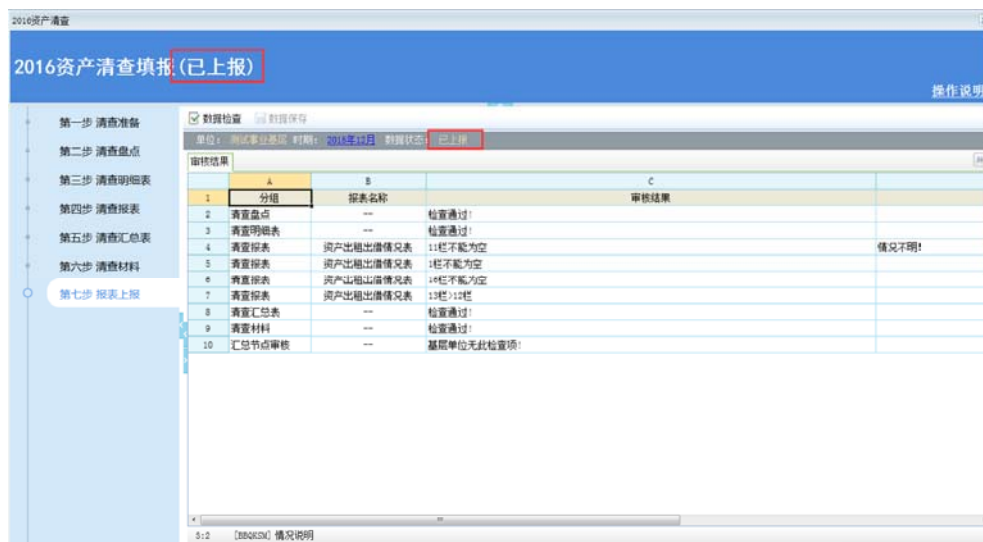 2016资产清查
2016资产清查填报(已上报)
操作说明
第一步 清查准备
第二步 清查盘点
第三步 清查明细表
第四步 清查报表
第五步 清查汇总表
第六步 清查材料
第七步 报表上报
数据检查 数据保存
单位: 测试事业基层 时期: 2015年12月 数据状态: 已上报
审核结果
A B C
1 分组 报表名称 审核结果
2 清查盘点 -- 检查通过!
3 清查明细表 -- 检查通过!
4 清查报表 资产出租出借情况表 11栏不能为空 情况不明!
5 清查报表 资产出租出借情况表 1栏不能为空
6 清查报表 资产出租出借情况表 16栏不能为空
7 清查报表 资产出租出借情况表 13栏>12栏
8 清查汇总表 -- 检查通过!
9 清查材料 -- 检查通过!
10 汇总节点审核 -- 基层单位无此检查项!
5:2 [BBQKSM] 情况说明